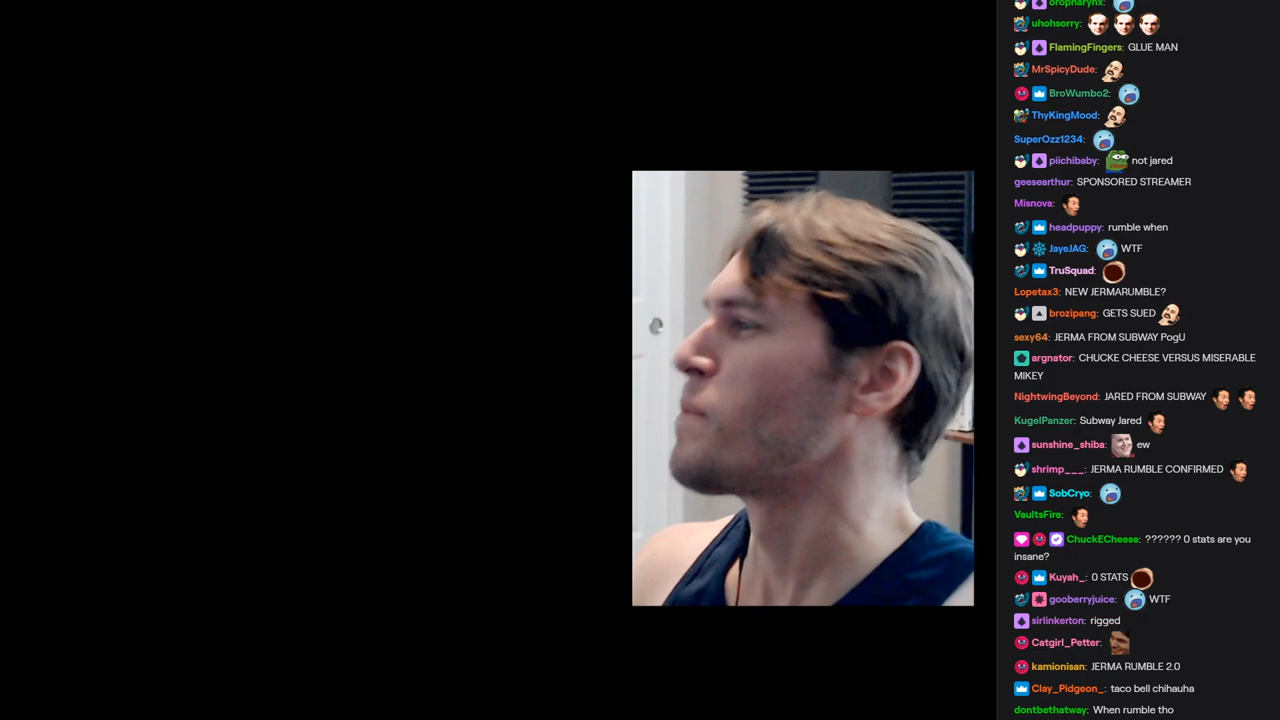 oropharynx:
uhohsorry:
FlamingFingers: GLUE MAN
MrSpicyDude:
BroWumbo2:
ThyKingMood:
SuperOzz1234:
piichibaby: not jared
geesearthur: SPONSORED STREAMER
Misnova:
headpuppy: rumble when
JayeJAG: WTF
TruSquad:
Lopetax3: NEW JERMARUMBLE?
brozipang: GETS SUED
sexy64: JERMA FROM SUBWAY PogU
argnator: CHUCKE CHEESE VERSUS MISERABLE
MIKEY
NightwingBeyond: JARED FROM SUBWAY
KugelPanzer: Subway Jared
sunshine_shiba: ew
shrimp___: JERMA RUMBLE CONFIRMED
SobCryo:
VaultsFire:
ChuckECheese: ?????? 0 stats are you
insane?
Kuyah_: 0 STATS
gooberryjuice: WTF
sirlinkerton: rigged
Catgirl_Petter:
kamionisan: JERMA RUMBLE 2.0
Clay_Pidgeon_: taco bell chihauha
dontbethatway: When rumble tho